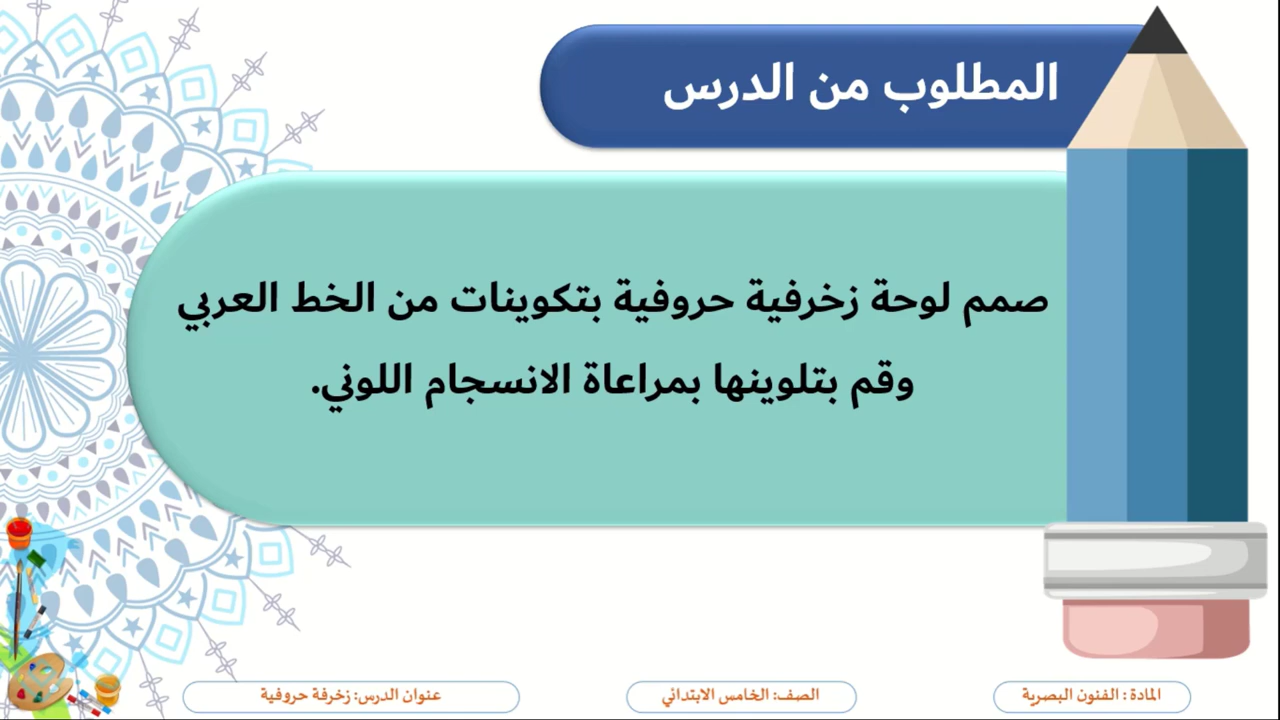 المطلوب من الدرس
صمم لوحة زخرفية حروفية بتكوينات من الخط العربي
وقم بتلوينها بمراعاة الانسجام اللوني.
المادة : الفنون البصرية
الصف: الخامس الابتدائي
عنوان الدرس: زخرفة حروفية